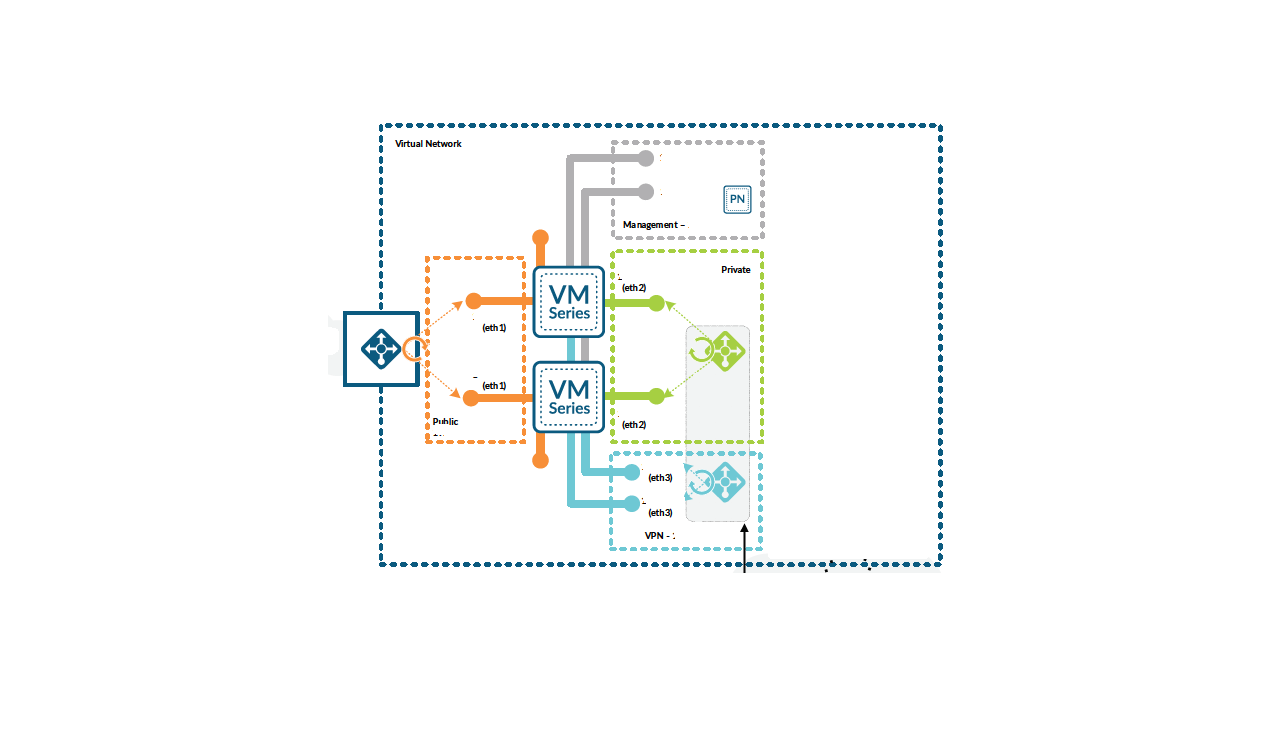 Virtual Network
PN
Management –
Private
(eth2)
VM
Series
(eth1)
(eth1)
VM
Series
Public
(eth2)
(eth3)
(eth3)
VPN -